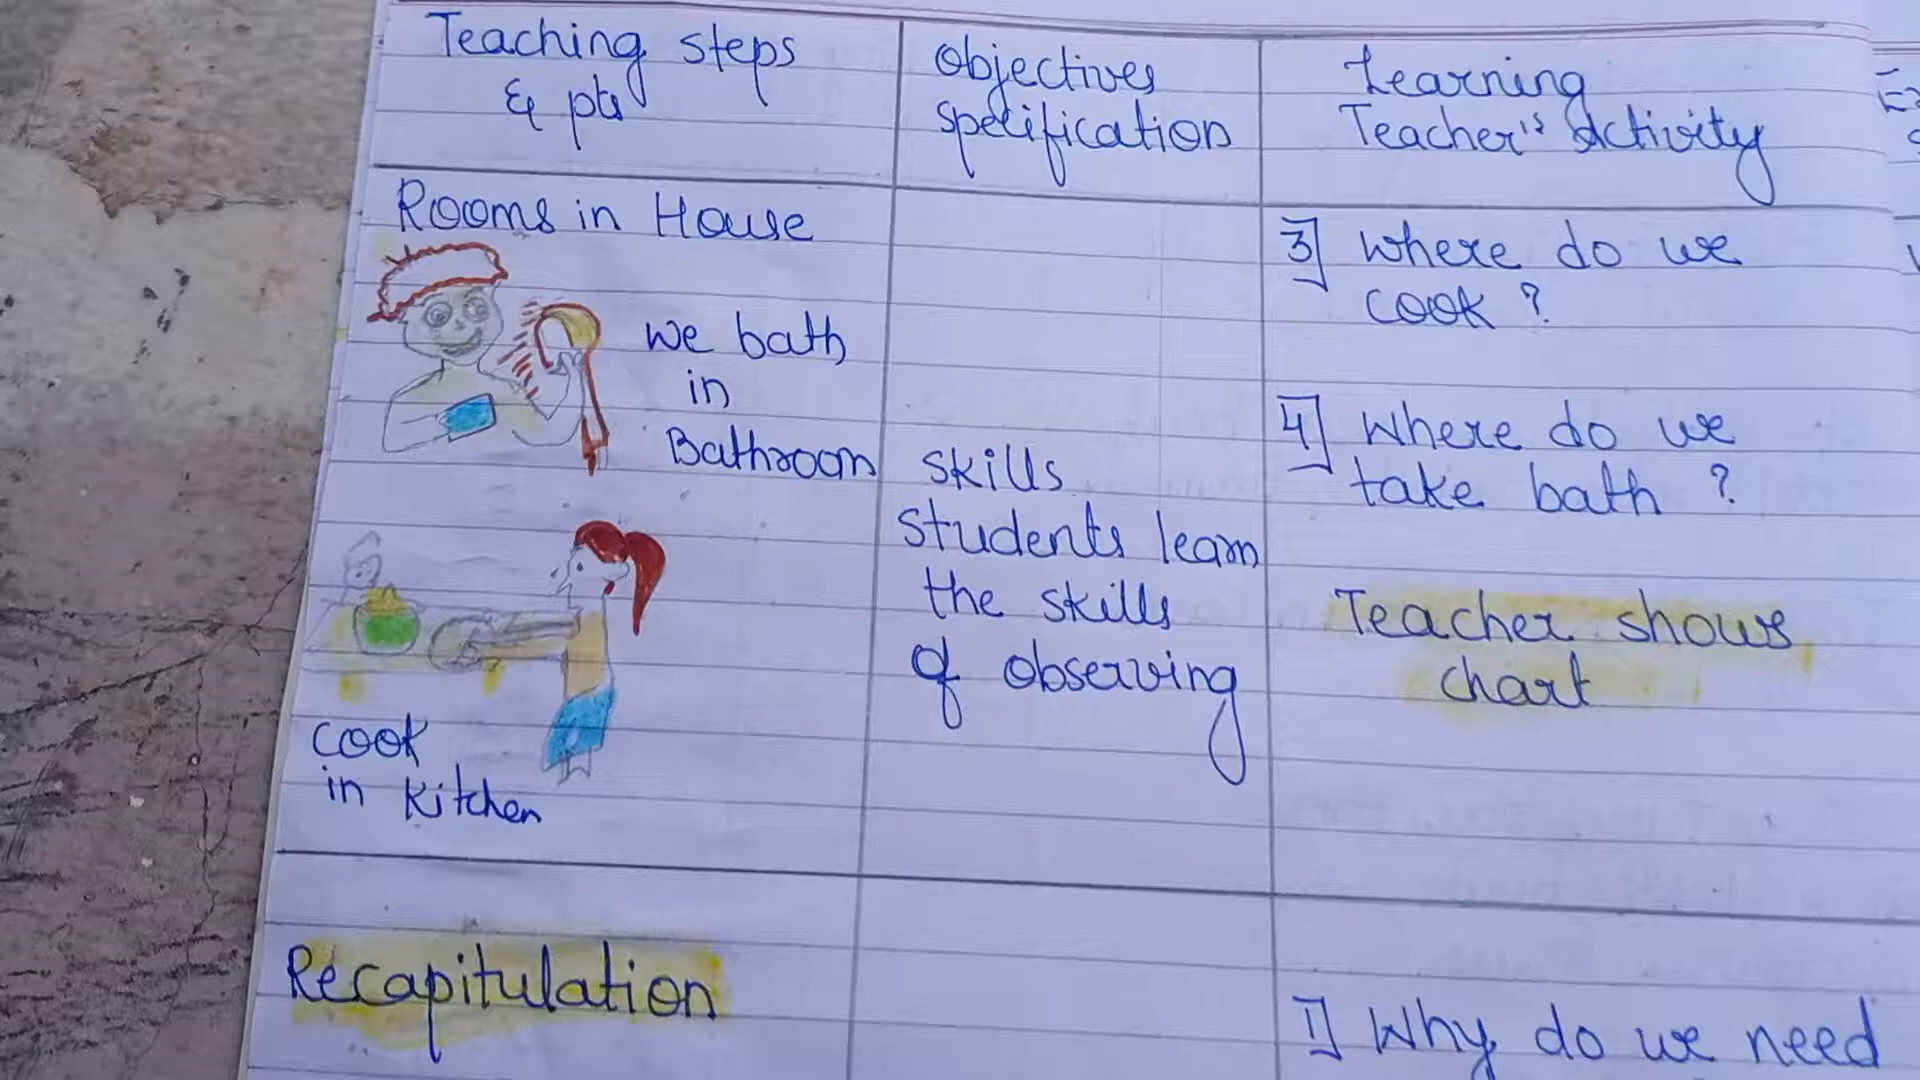 Teaching steps
& pts
Objectives
specification
Learning
Teacher's Activity
Rooms in House
we bath
in
Bathroom
cook
in kitchen
skills
students learn
the skills
of observing
3] where do we
cook ?
4] Where do we
take bath ?
Teacher shows
chart
Recapitulation
1] Why do we need